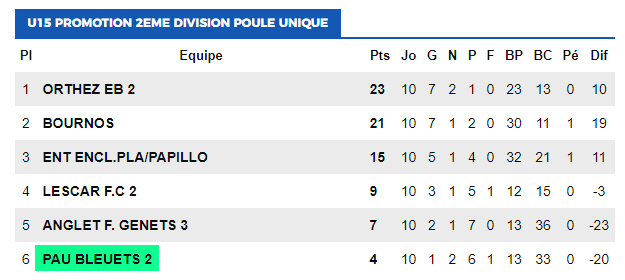 U15 PROMOTION 2EME DIVISION POULE UNIQUE
Pl Equipe Pts Jo G N P F BP BC Pé Dif
1 ORTHEZ EB 2 23 10 7 2 1 0 23 13 0 10
2 BOURNOS 21 10 7 1 2 0 30 11 1 19
3 ENT ENCL.PLA/PAPILLO 15 10 5 1 4 0 32 21 1 11
4 LESCAR F.C 2 9 10 3 1 5 1 12 15 0 -3
5 ANGLET F. GENETS 3 7 10 2 1 7 0 13 36 0 -23
6 PAU BLEUETS 2 4 10 1 2 6 1 13 33 0 -20